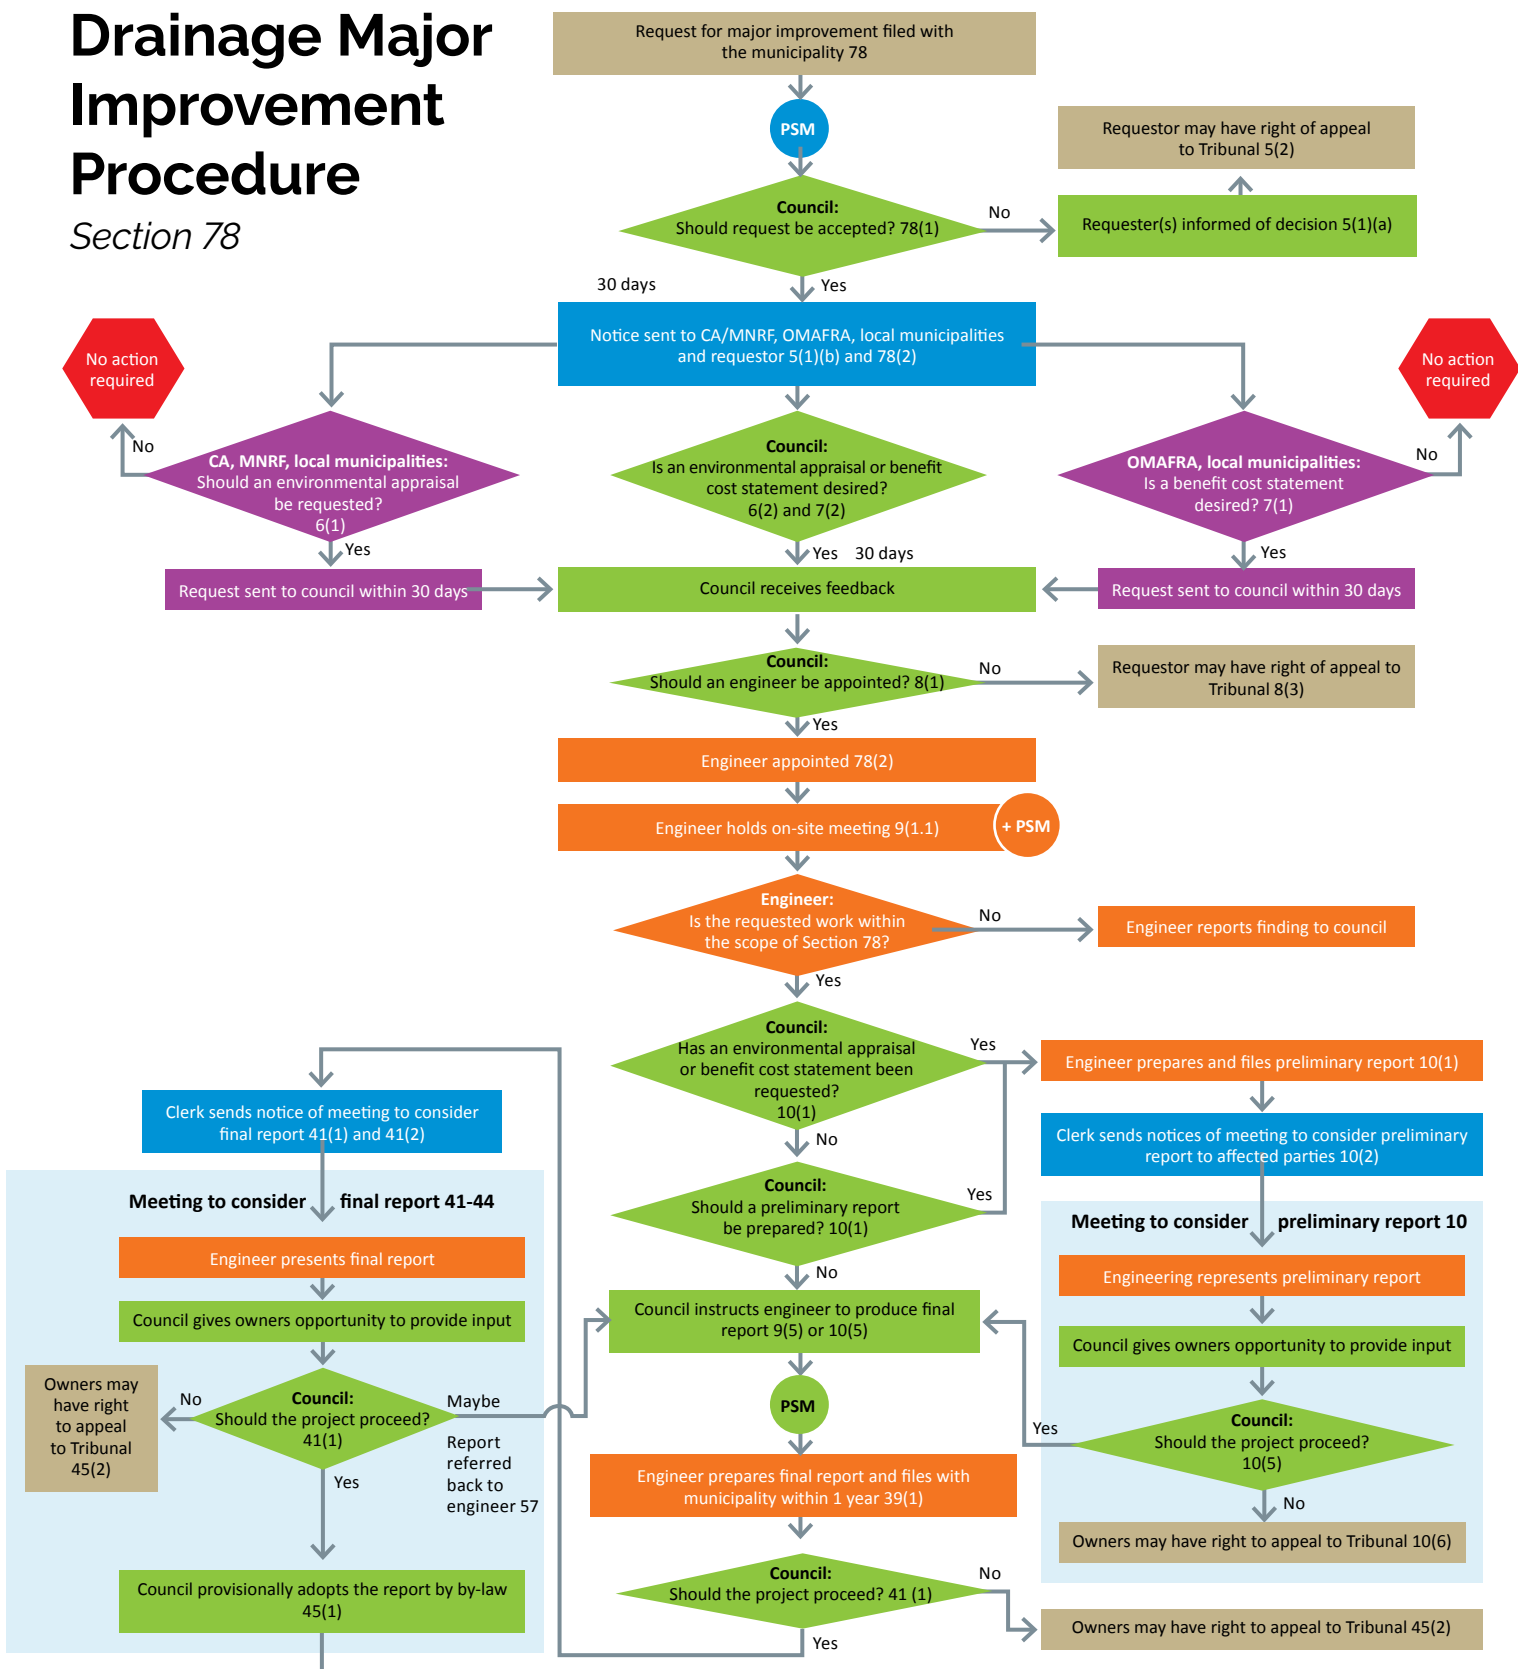 Drainage Major
Improvement
Procedure
Section 78
Request for major improvement filed with
the municipality 78
PSM
Council:
Should request be accepted? 78(1)
No
Requester(s) informed of decision 5(1)(a)
Requestor may have right of appeal
to Tribunal 5(2)
30 days
Yes
Notice sent to CA/MNRF, OMAFRA, local municipalities
and requestor 5(1)(b) and 78(2)
No action
required
No
CA, MNRF, local municipalities:
Should an environmental appraisal
be requested?
6(1)
Yes
Request sent to council within 30 days
Council:
Is an environmental appraisal or benefit
cost statement desired?
6(2) and 7(2)
Yes
30 days
No action
required
No
OMAFRA, local municipalities:
Is a benefit cost statement
desired? 7(1)
Yes
Request sent to council within 30 days
Council receives feedback
Council:
Should an engineer be appointed? 8(1)
No
Requestor may have right of appeal to
Tribunal 8(3)
Yes
Engineer appointed 78(2)
Engineer holds on-site meeting 9(1.1)
+ PSM
Engineer:
Is the requested work within
the scope of Section 78?
No
Engineer reports finding to council
Yes
Council:
Has an environmental appraisal
or benefit cost statement been
requested?
10(1)
Yes
No
Council:
Should a preliminary report
be prepared? 10(1)
Yes
No
Engineer prepares and files preliminary report 10(1)
Clerk sends notices of meeting to consider preliminary
report to affected parties 10(2)
Meeting to consider preliminary report 10
Engineering represents preliminary report
Council gives owners opportunity to provide input
Council:
Should the project proceed?
10(5)
Yes
No
Owners may have right to appeal to Tribunal 10(6)
Council instructs engineer to produce final
report 9(5) or 10(5)
PSM
Engineer prepares final report and files with
municipality within 1 year 39(1)
Council:
Should the project proceed? 41 (1)
No
Owners may have right to appeal to Tribunal 45(2)
Yes
Clerk sends notice of meeting to consider
final report 41(1) and 41(2)
Meeting to consider final report 41-44
Engineer presents final report
Council gives owners opportunity to provide input
Council:
Should the project proceed?
41(1)
No
Owners may
have right
to appeal
to Tribunal
45(2)
Maybe
Report
referred
back to
engineer 57
Yes
Council provisionally adopts the report by by-law
45(1)